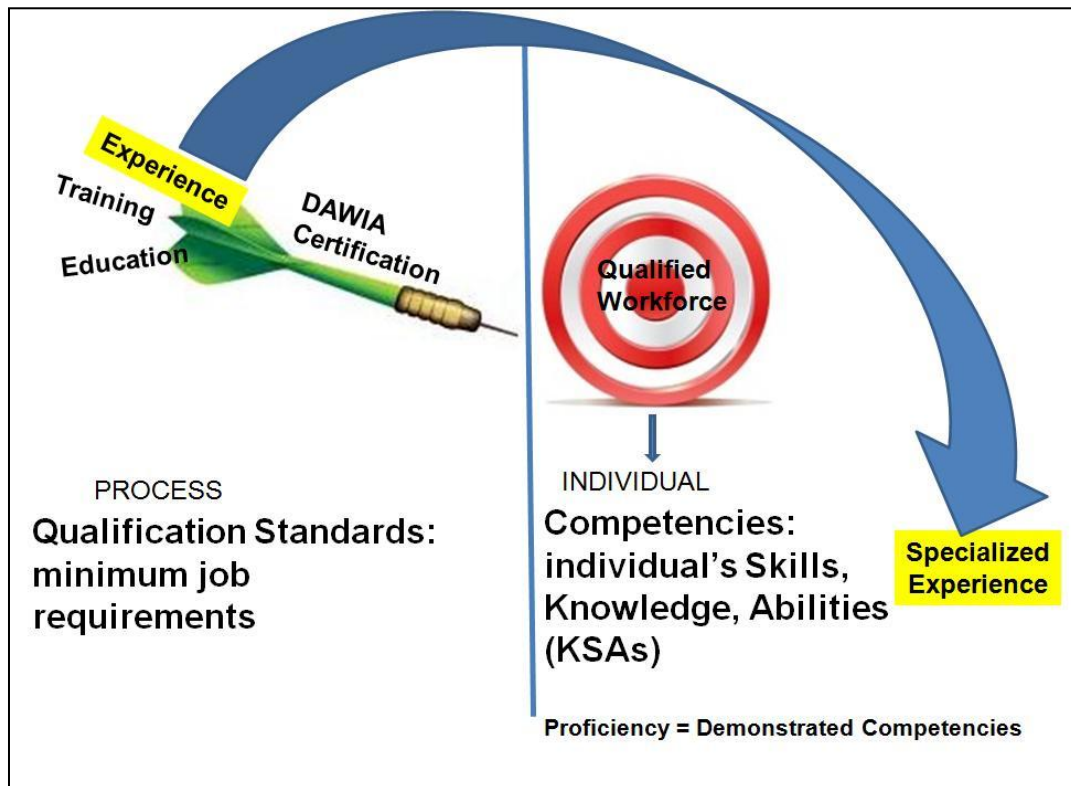 Experience
Training
Education
DAWIA
Certification
Qualified
Workforce
PROCESS
Qualification Standards:
minimum job
requirements
INDIVIDUAL
Competencies:
individual’s Skills,
Knowledge, Abilities
(KSAs)
Specialized
Experience
Proficiency = Demonstrated Competencies